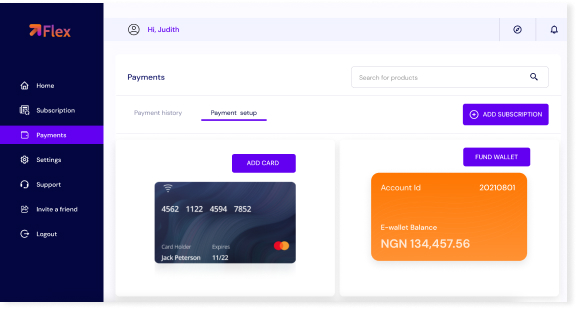 Flex
Hi, Judith
Home
Subscription
Payments
Settings
Support
Invite a friend
Logout
Payments
Search for products
Payment history
Payment setup
ADD SUBSCRIPTION
ADD CARD
4562 1122 4594 7852
Card Holder Expires
Jack Peterson 11/22
FUND WALLET
Account Id 20210801
E-wallet Balance
NGN 134,457.56